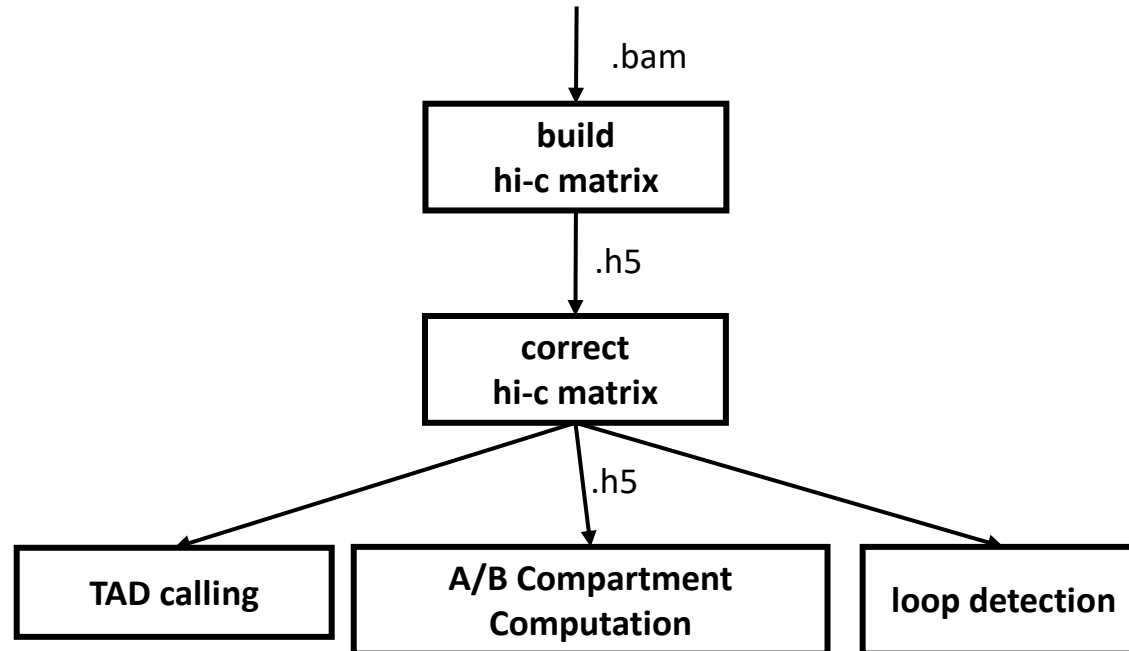 .bam
build
hi-c matrix
.h5
correct
hi-c matrix
.h5
TAD calling
A/B Compartment
Computation
loop detection